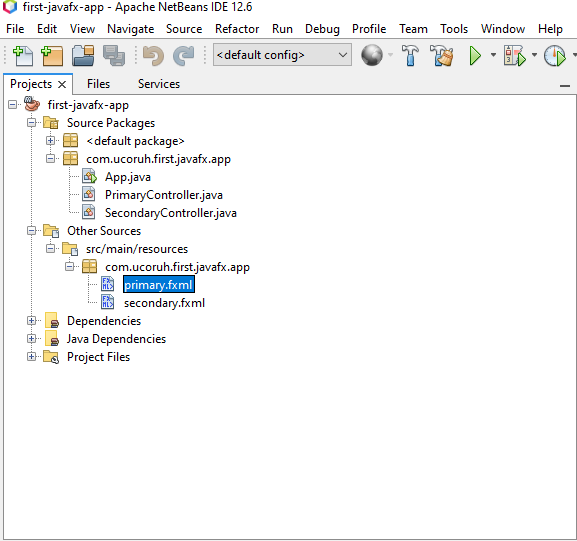 first-javafx-app - Apache NetBeans IDE 12.6
File Edit View Navigate Source Refactor Run Debug Profile Team Tools Window Help
<default config>
Projects Files Services
first-javafx-app
Source Packages
<default package>
com.ucoruh.first.javafx.app
App.java
PrimaryController.java
SecondaryController.java
Other Sources
src/main/resources
com.ucoruh.first.javafx.app
primary.fxml
secondary.fxml
Dependencies
Java Dependencies
Project Files